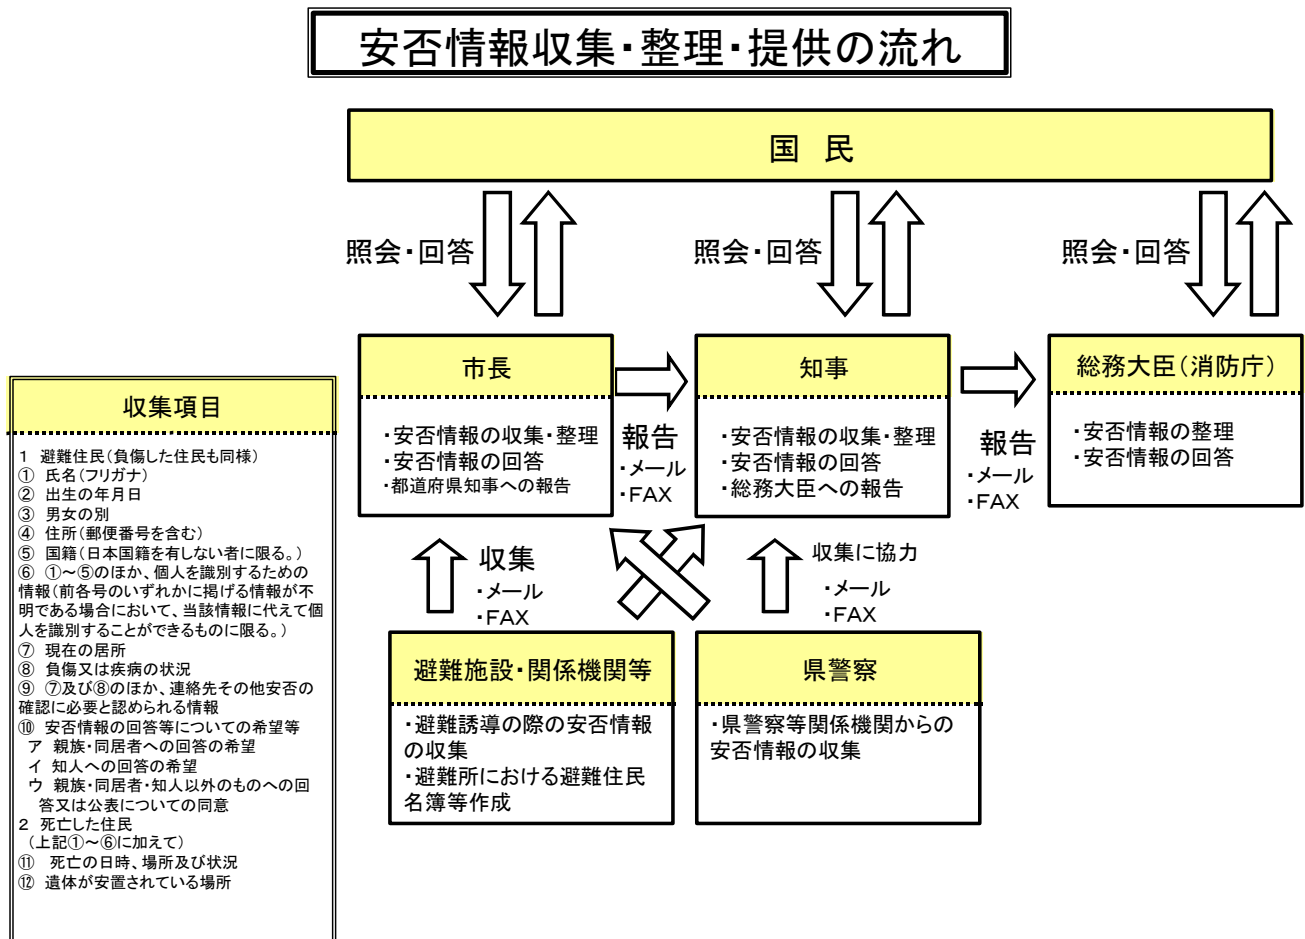 安否情報収集・整理・提供の流れ
国　民
照会・回答
照会・回答
照会・回答
市長
・安否情報の収集・整理
・安否情報の回答
・都道府県知事への報告
報告
・メール
・FAX
知事
・安否情報の収集・整理
・安否情報の回答
・総務大臣への報告
報告
・メール
・FAX
総務大臣（消防庁）
・安否情報の整理
・安否情報の回答
収集
・メール
・FAX
収集に協力
・メール
・FAX
避難施設・関係機関等
・避難誘導の際の安否情報
の収集
・避難所における避難住民
名簿等作成
県警察
・県警察等関係機関からの
安否情報の収集
収集項目
1　避難住民（負傷した住民も同様）
①　氏名（フリガナ）
②　出生の年月日
③　男女の別
④　住所（郵便番号を含む）
⑤　国籍（日本国籍を有しない者に限る。）
⑥　①～⑤のほか、個人を識別するための
情報（前各号のいずれかに掲げる情報が不
明である場合において、当該情報に代えて個
人を識別することができるものに限る。）
⑦　現在の居所
⑧　負傷又は疾病の状況
⑨　⑦及び⑧のほか、連絡先その他安否の
確認に必要と認められる情報
⑩　安否情報の回答等についての希望等
ア　親族・同居者への回答の希望
イ　知人への回答の希望
ウ　親族・同居者・知人以外のものへの回
答又は公表についての同意
2　死亡した住民
（上記①～⑥に加えて）
⑪　死亡の日時、場所及び状況
⑫　遺体が安置されている場所